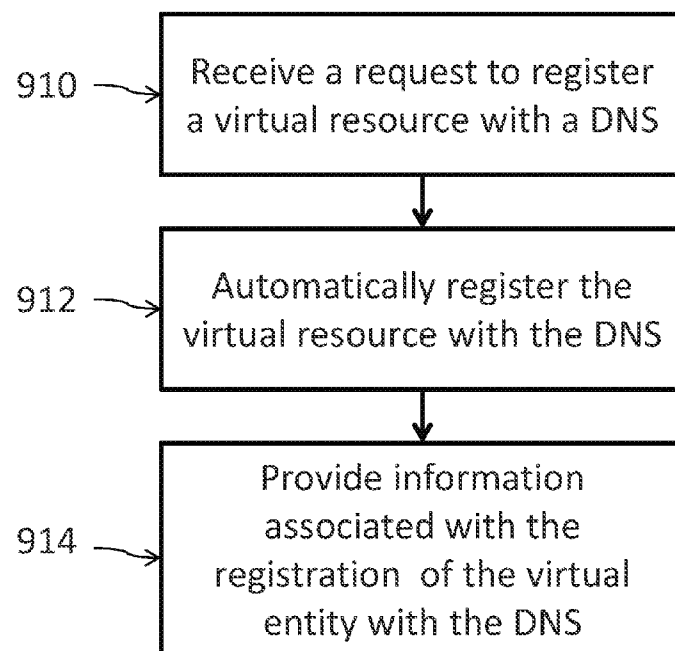 910
Receive a request to register
a virtual resource with a DNS
912
Automatically register the
virtual resource with the DNS
914
Provide information
associated with the
registration of the virtual
entity with the DNS